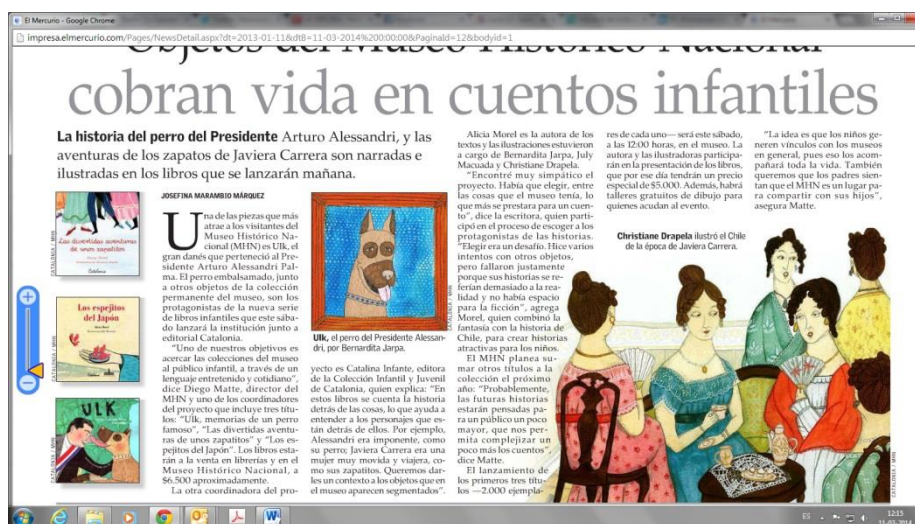 El Mercurio - Google Chrome
impresa.elmercurio.com/Pages/NewsDetail.aspx?dt=2013-01-11&dtB=11-03-2014%200:00:00&PaginaId=12&bodyid=1
Objetos del Museo Histórico Nacional
cobran vida en cuentos infantiles
La historia del perro del Presidente Arturo Alessandri, y las
aventuras de los zapatos de Javiera Carrera son narradas e
ilustradas en los libros que se lanzarán mañana.
Las divertidas aventuras
de unos zapatitos
Catalonia
CATALONIA / MHN
Los espejitos
del Japón
CATALONIA / MHN
ULK
CATALONIA / MHN
JOSEFINA MARAMBIO MÁRQUEZ
Una de las piezas que más
atrae a los visitantes del
Museo Histórico Na-
cional (MHN) es Ulk, el
gran danés que perteneció al Pre-
sidente Arturo Alessandri Pal-
ma. El perro embalsamado, junto
a otros objetos de la colección
permanente del museo, son los
protagonistas de la nueva serie
de libros infantiles que este sába-
do lanzará la institución junto a
editorial Catalonia.
"Uno de nuestros objetivos es
acercar las colecciones del museo
al público infantil, a través de un
lenguaje entretenido y cotidiano",
dice Diego Matte, director del
MHN y uno de los coordinadores
del proyecto que incluye tres títu-
los: "Ulk, memorias de un perro
famoso", "Las divertidas aventu-
ras de unos zapatitos" y "Los es-
pejitos del Japón". Los libros esta-
rán a la venta en librerías y en el
Museo Histórico Nacional, a
$6.500 aproximadamente.
La otra coordinadora del pro-
CATALONIA / MHN
Ulk, el perro del Presidente Alessan-
dri, por Bernardita Jarpa.
yecto es Catalina Infante, editora
de la Colección Infantil y Juvenil
de Catalonia, quien explica: "En
estos libros se cuenta la historia
detrás de las cosas, lo que ayuda a
entender a los personajes que es-
tán detrás de ellos. Por ejemplo,
Alessandri era imponente, como
su perro; Javiera Carrera era una
mujer muy movida y viajera, co-
mo sus zapatitos. Queremos dar-
les un contexto a los objetos que en
el museo aparecen segmentados".
Alicia Morel es la autora de los
textos y las ilustraciones estuvieron
a cargo de Bernardita Jarpa, July
Macuada y Christiane Drapela.
"Encontré muy simpático el
proyecto. Había que elegir, entre
las cosas que el museo tenía, lo
que más se prestara para un cuen-
to", dice la escritora, quien parti-
cipó en el proceso de escoger a los
protagonistas de las historias.
"Elegir era un desafío. Hice varios
intentos con otros objetos,
pero fallaron justamente
porque sus historias se re-
ferían demasiado a la rea-
lidad y no había espacio
para la ficción", agrega
Morel, quien combinó la
fantasía con la historia de
Chile, para crear historias
atractivas para los niños.
El MHN planea su-
mar otros títulos a la
colección el próximo
año: "Probablemente,
las futuras historias
estarán pensadas pa-
ra un público un poco
mayor, que nos per-
mita complejizar un
poco más los cuentos",
dice Matte.
El lanzamiento de
los primeros tres títu-
los —2.000 ejempla-
res de cada uno— será este sábado,
a las 12:00 horas, en el museo. La
autora y las ilustradoras participa-
rán en la presentación de los libros,
que por ese día tendrán un precio
especial de $5.000. Además, habrá
talleres gratuitos de dibujo para
quienes acudan al evento.
"La idea es que los niños ge-
neren vínculos con los museos
en general, pues eso los acom-
pañará toda la vida. También
queremos que los padres sien-
tan que el MHN es un lugar pa-
ra compartir con sus hijos",
asegura Matte.
Christiane Drapela ilustró el Chile
de la época de Javiera Carrera.
CATALONIA / MHN
ES
12:15
11-03-2014